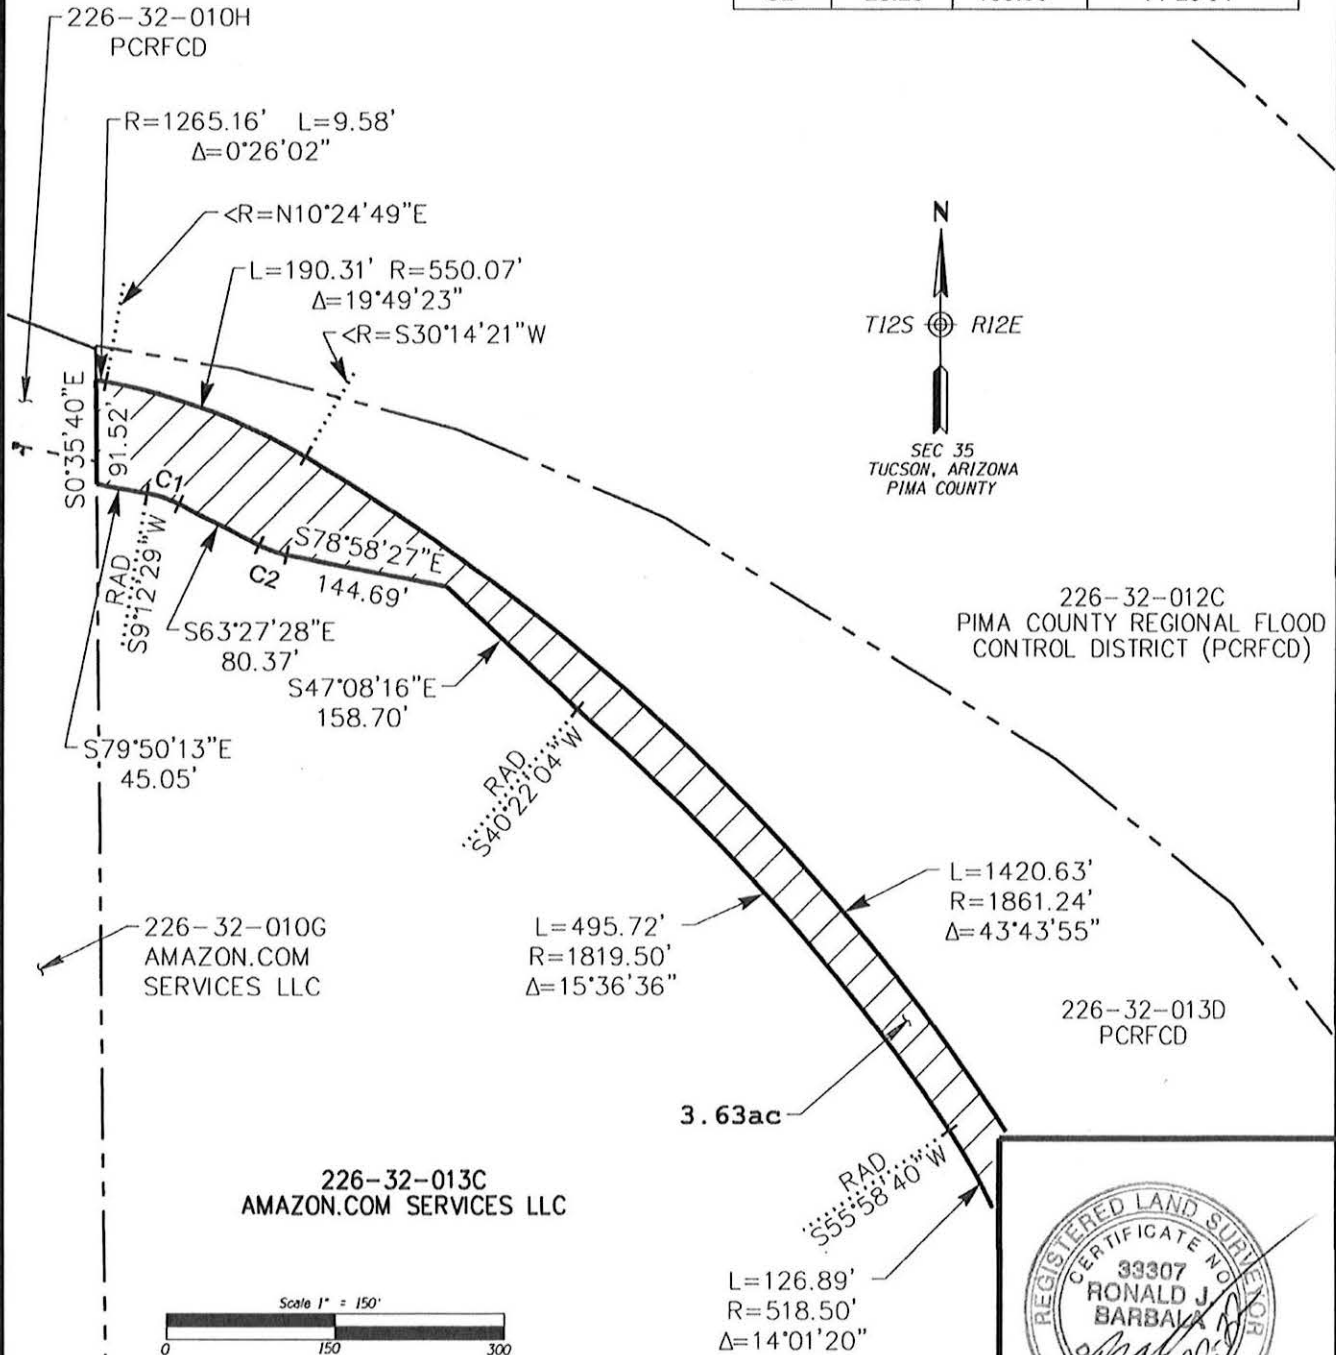 226-32-010H
PCRFCD
R=1265.16' L=9.58'
Δ=0°26'02"
<R=N10°24'49"E
L=190.31' R=550.07'
Δ=19°49'23"
<R=S30°14'21"W
N
T12S R12E
SEC 35
TUCSON, ARIZONA
PIMA COUNTY
S0°35'40"E
91.52'
C1
RAD
S9°12'29"W
C2
S78°58'27"E
144.69'
S63°27'28"E
80.37'
S47°08'16"E
158.70'
S79°50'13"E
45.05'
226-32-012C
PIMA COUNTY REGIONAL FLOOD
CONTROL DISTRICT (PCRFCD)
RAD
S40°22'04"W
226-32-010G
AMAZON.COM
SERVICES LLC
L=495.72'
R=1819.50'
Δ=15°36'36"
L=1420.63'
R=1861.24'
Δ=43°43'55"
226-32-013D
PCRFCD
3.63ac
226-32-013C
AMAZON.COM SERVICES LLC
RAD
S55°58'40"W
L=126.89'
R=518.50'
Δ=14°01'20"
Scale 1" = 150'
0 150 300
REGISTERED LAND SURVEYOR
CERTIFICATE NO
33307
RONALD J.
BARBALA